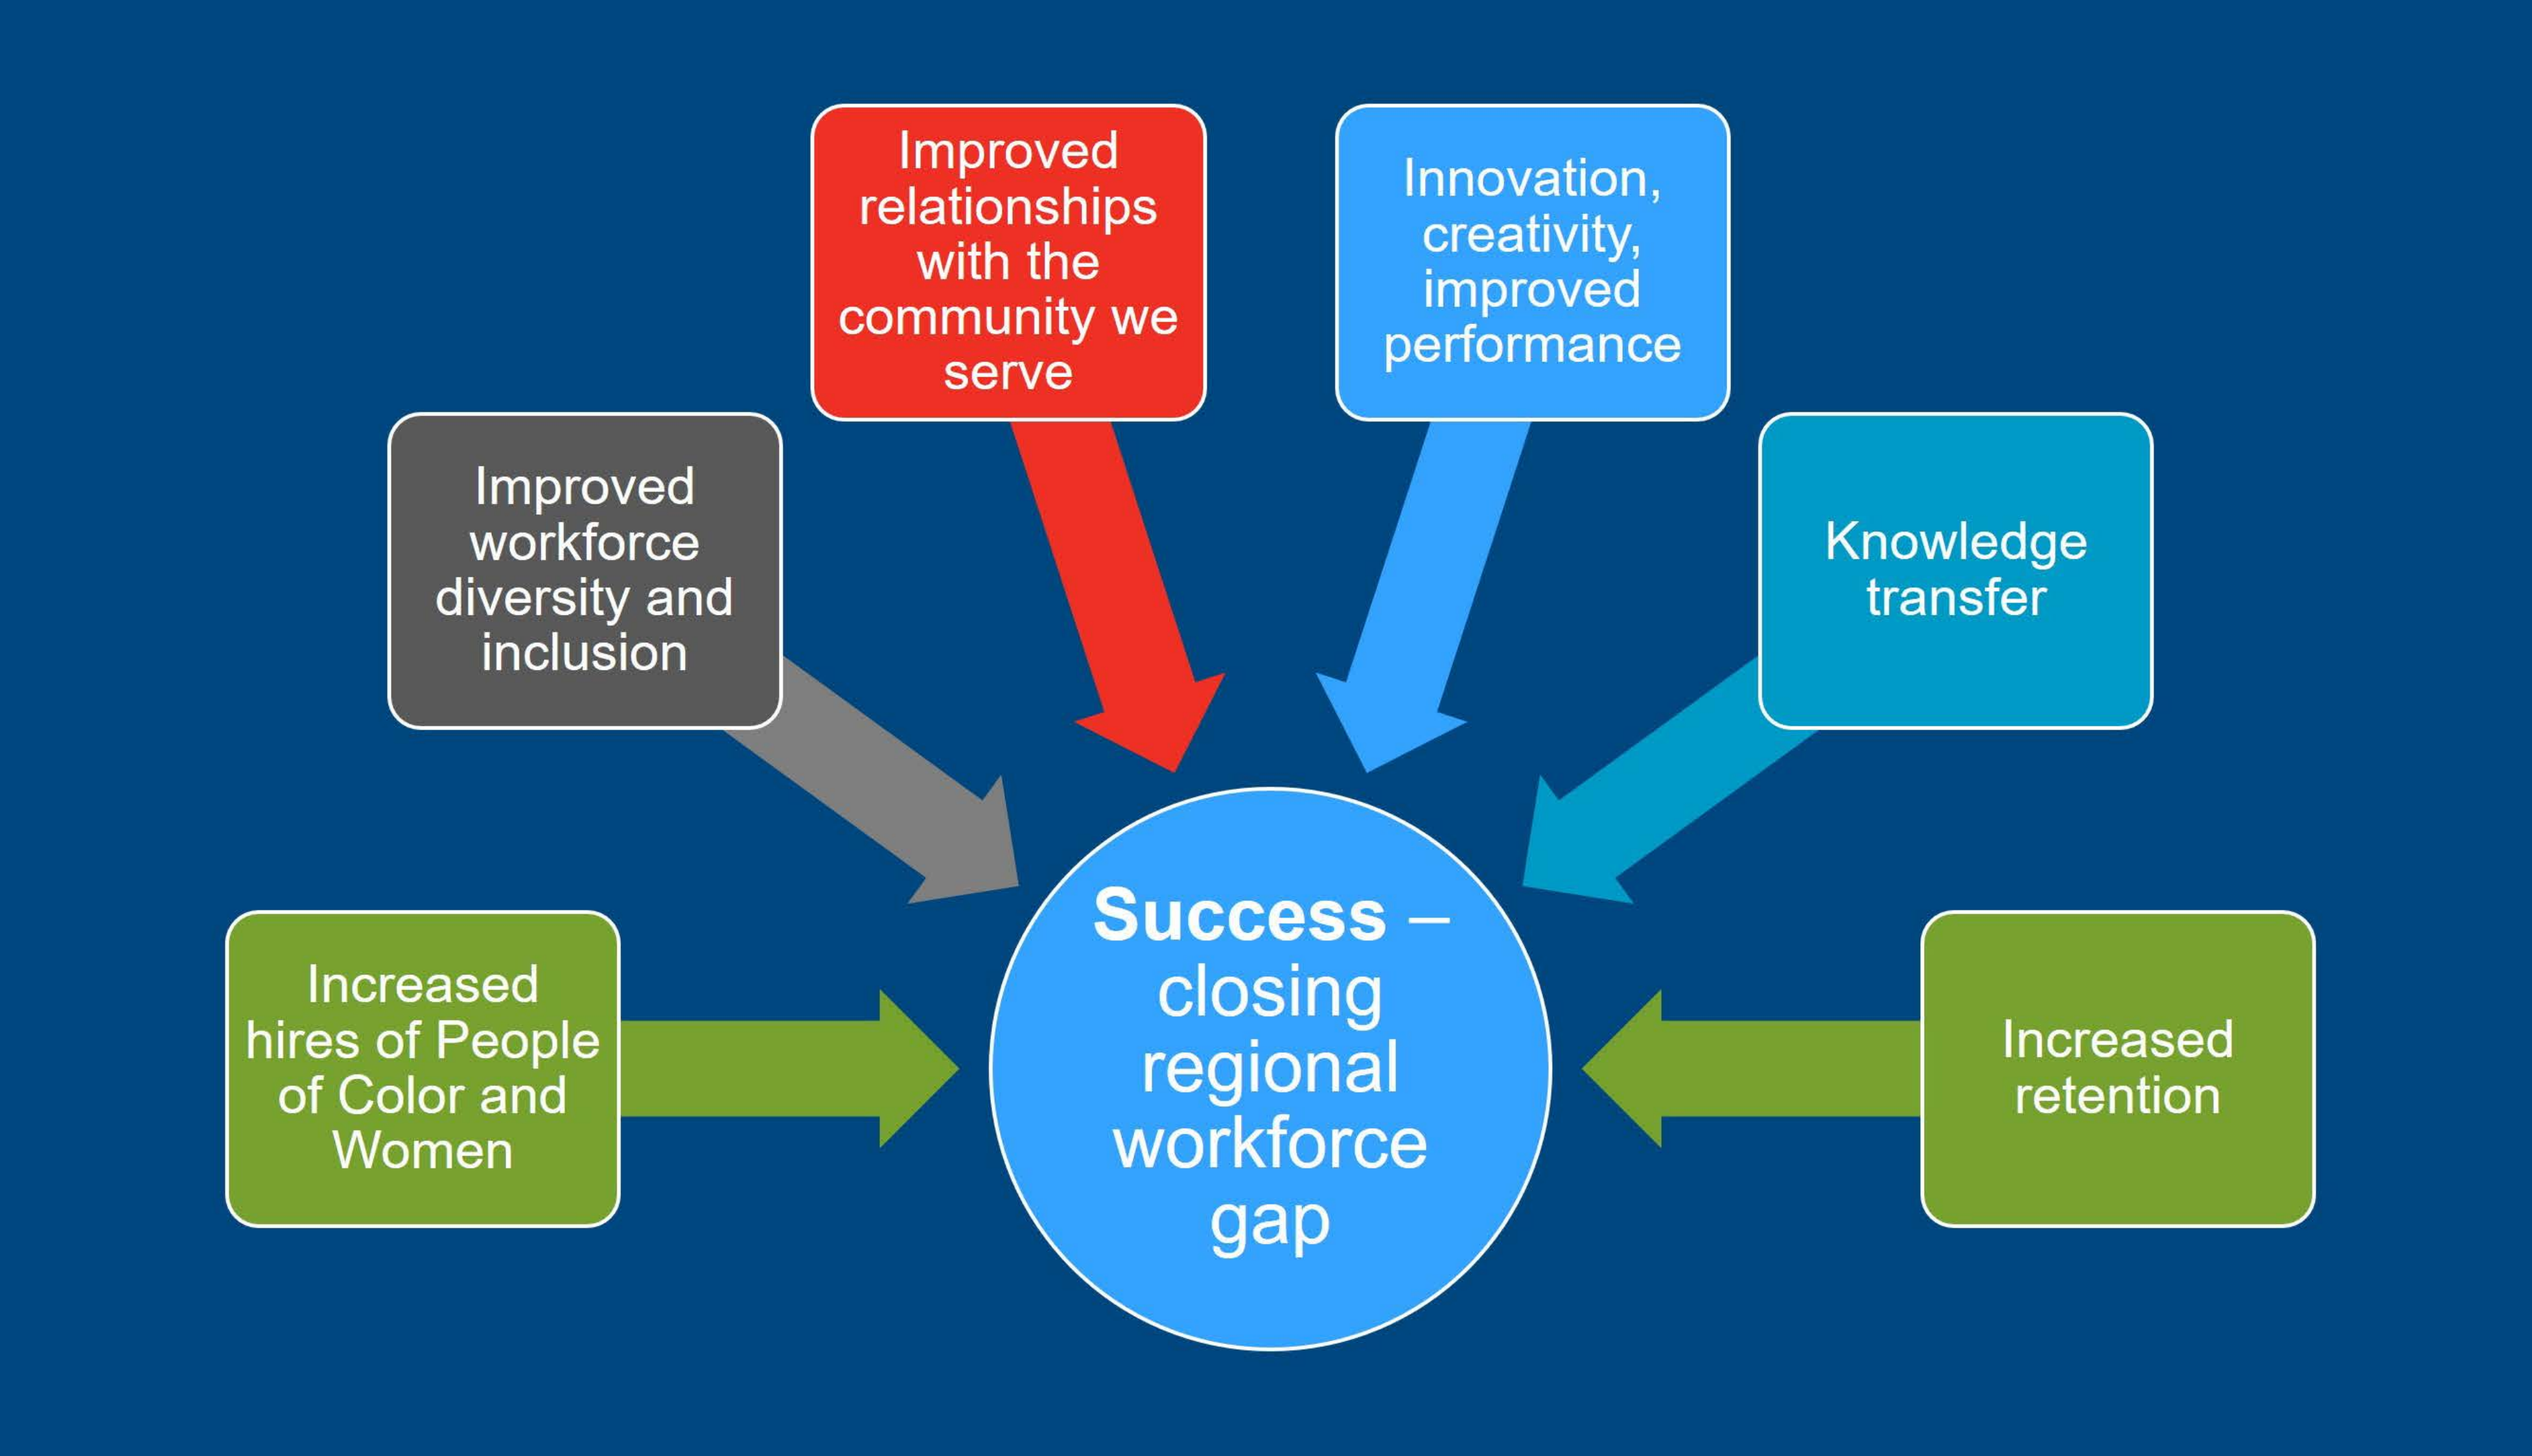 Improved
relationships
with the
community we
serve
Innovation,
creativity,
improved
performance
Improved
workforce
diversity and
inclusion
Knowledge
transfer
Increased
hires of People
of Color and
Women
Success –
closing
regional
workforce
gap
Increased
retention